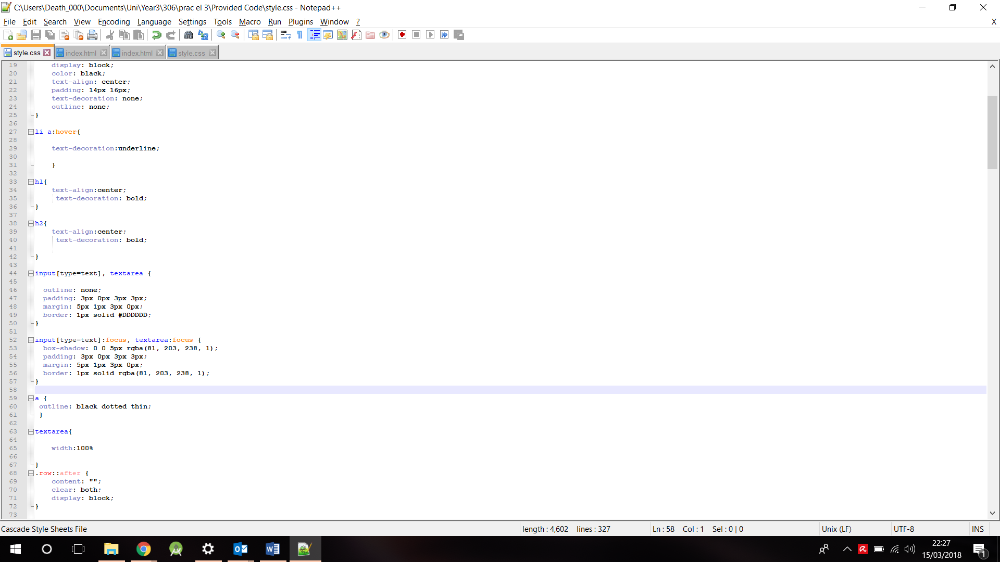 C:\Users\Death_000\Documents\Uni\Year3\306\prac el 3\Provided Code\style.css - Notepad++
File Edit Search View Encoding Language Settings Tools Macro Run Plugins Window ? X
style.css index.html index.html style.css
19 display: block;
20 color: black;
21 text-align: center;
22 padding: 14px 16px;
23 text-decoration: none;
24 outline: none;
25 }
26
27 li a:hover{
28
29 text-decoration:underline;
30
31 }
32
33 h1{
34 text-align:center;
35 text-decoration: bold;
36 }
37
38 h2{
39 text-align:center;
40 text-decoration: bold;
41
42 }
43
44 input[type=text], textarea {
45
46 outline: none;
47 padding: 3px 0px 3px 3px;
48 margin: 5px 1px 3px 0px;
49 border: 1px solid #DDDDDD;
50 }
51
52 input[type=text]:focus, textarea:focus {
53 box-shadow: 0 0 5px rgba(81, 203, 238, 1);
54 padding: 3px 0px 3px 3px;
55 margin: 5px 1px 3px 0px;
56 border: 1px solid rgba(81, 203, 238, 1);
57 }
58
59 a {
60 outline: black dotted thin;
61 }
62
63 textarea{
64
65 width:100%
66
67 }
68 .row::after {
69 content: "";
70 clear: both;
71 display: block;
72 }
73
Cascade Style Sheets File length : 4,602 lines : 327 Ln : 58 Col : 1 Sel : 0 | 0 Unix (LF) UTF-8 INS
22:27
15/03/2018
1